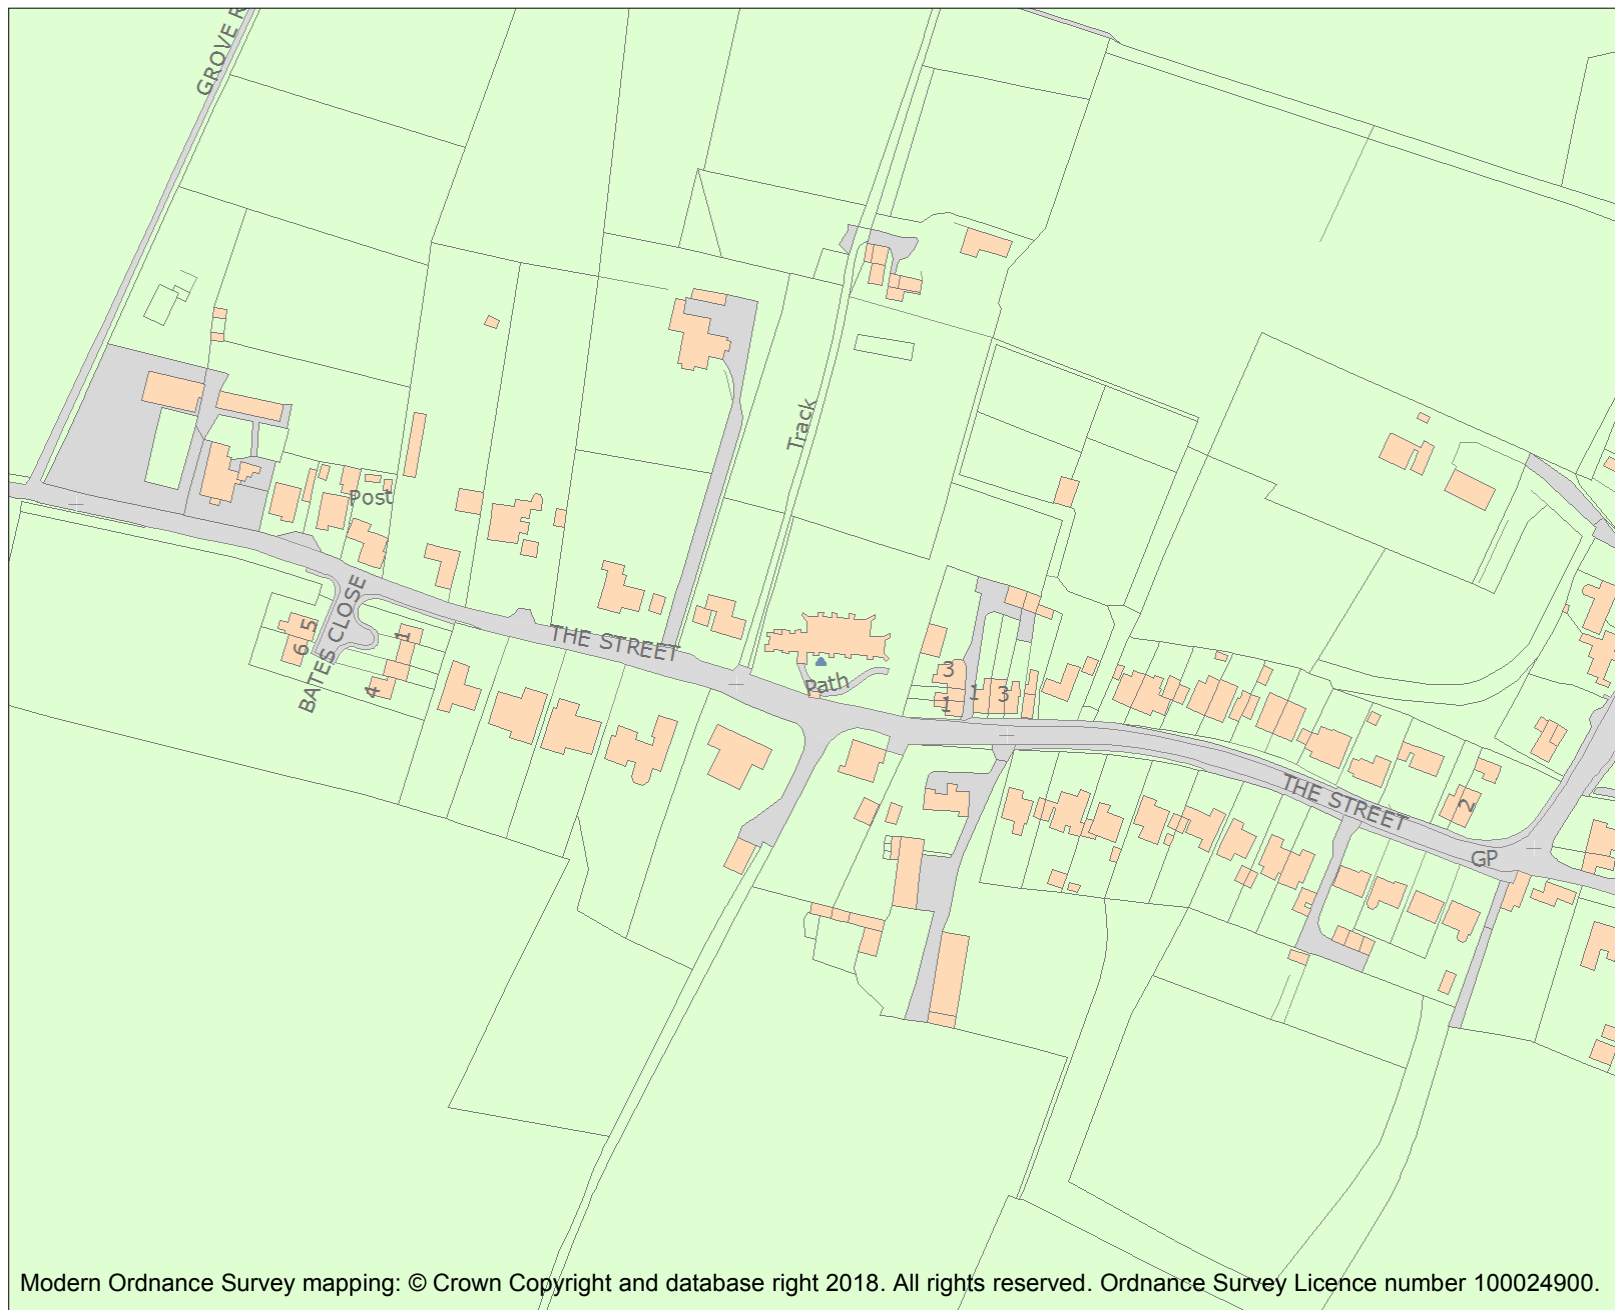 GROVE R
Track
Post
BATES CLOSE
5
6
1
4
THE STREET
Path
3
1
1
3
THE STREET
2
GP
Modern Ordnance Survey mapping: © Crown Copyright and database right 2018. All rights reserved. Ordnance Survey Licence number 100024900.